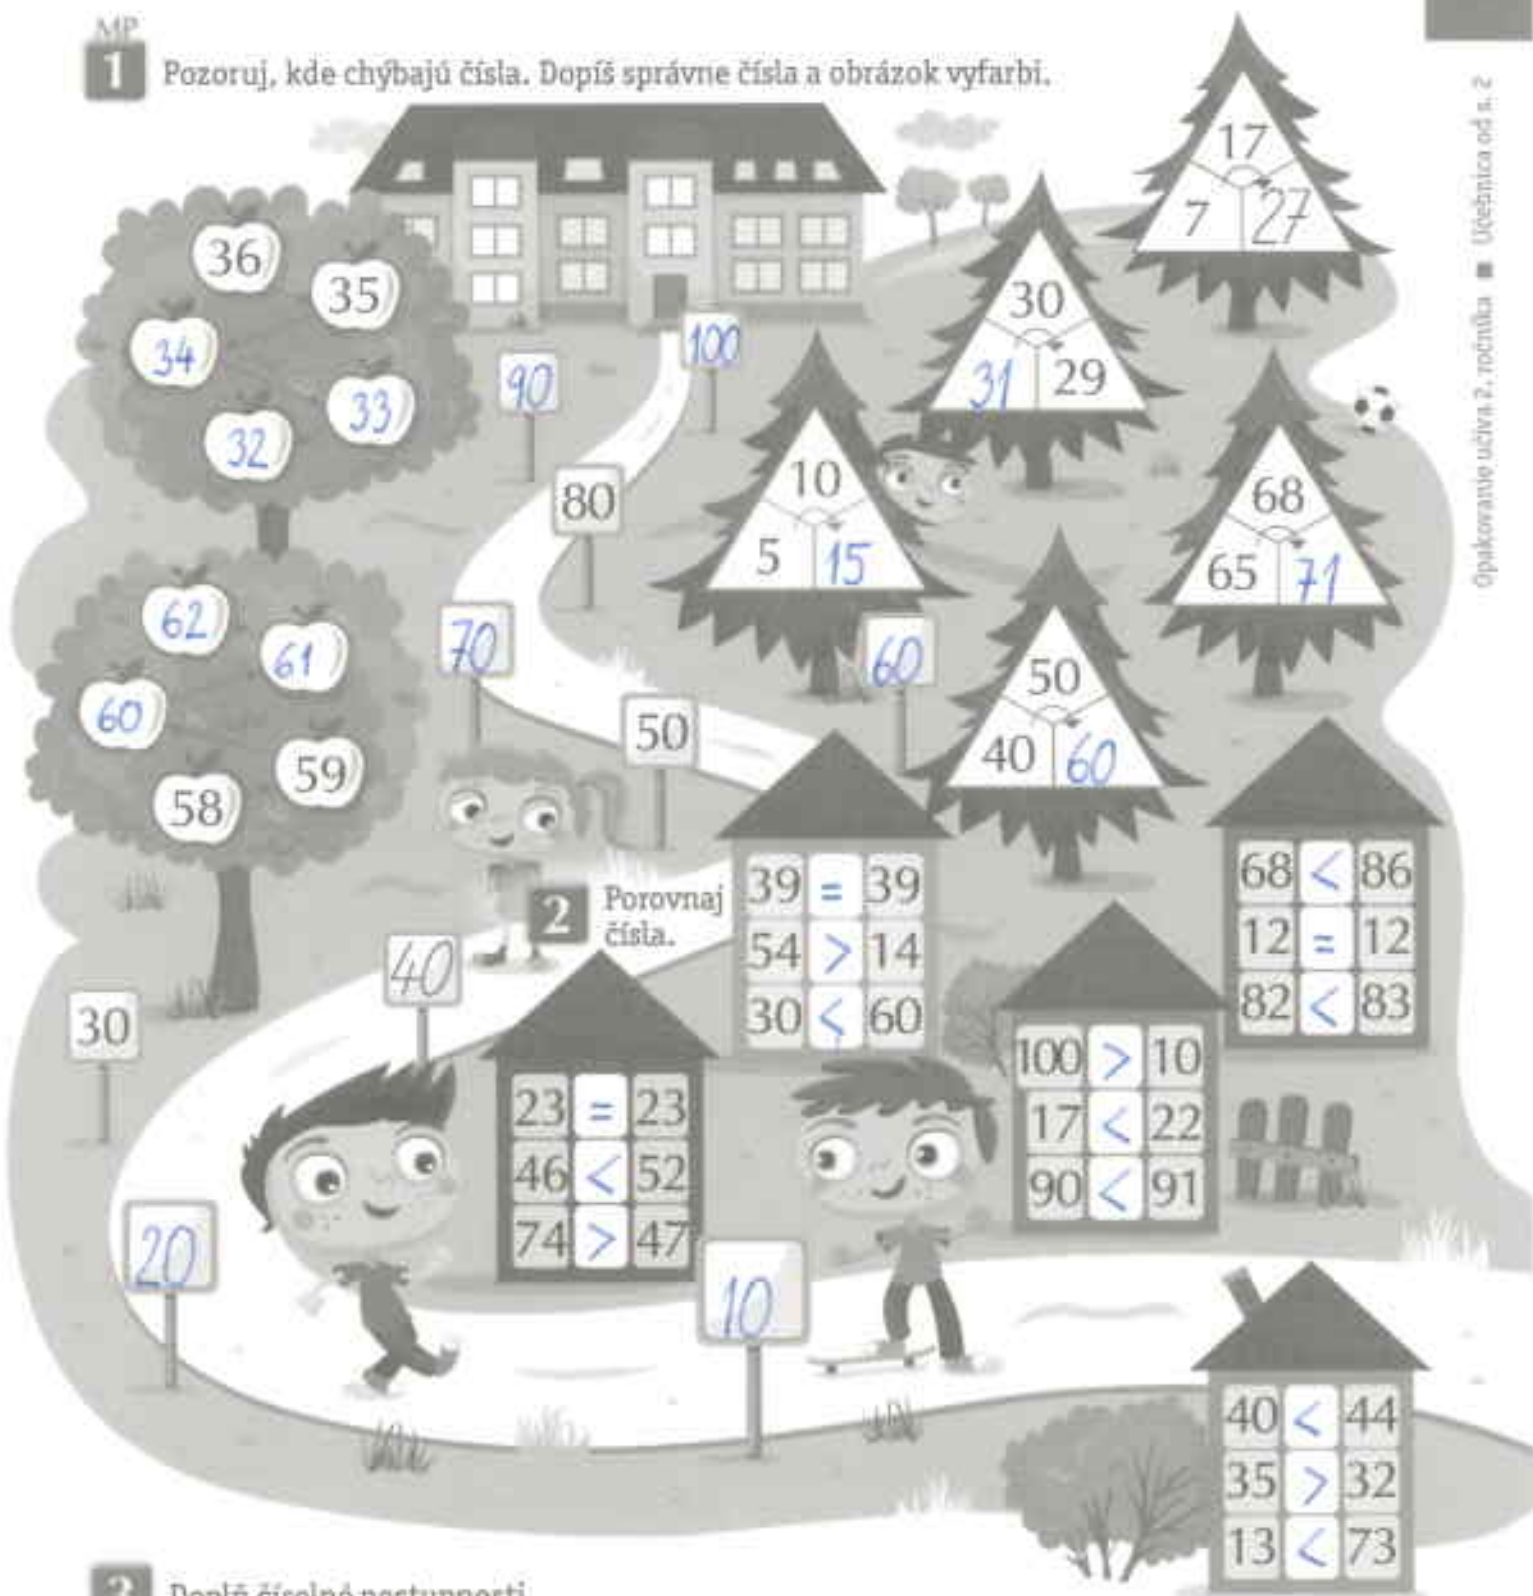 MP
1 Pozoruj, kde chýbajú čísla. Dopíš správne čísla a obrázok vyfarbi.
Opakovanie učiva 2. ročníka ■ Učebnica od s. 2
17
7 27
36
35
34
33
32
30
31 29
100
90
80
10
5 15
68
65 71
62
61
60
59
58
70
60
50
50
40 60
2 Porovnaj
čísla.
39 = 39
54 > 14
30 < 60
68 < 86
12 = 12
82 < 83
40
30
23 = 23
46 < 52
74 > 47
100 > 10
17 < 22
90 < 91
20
10
40 < 44
35 > 32
13 < 73
3 Doplň číselné postupnosti.